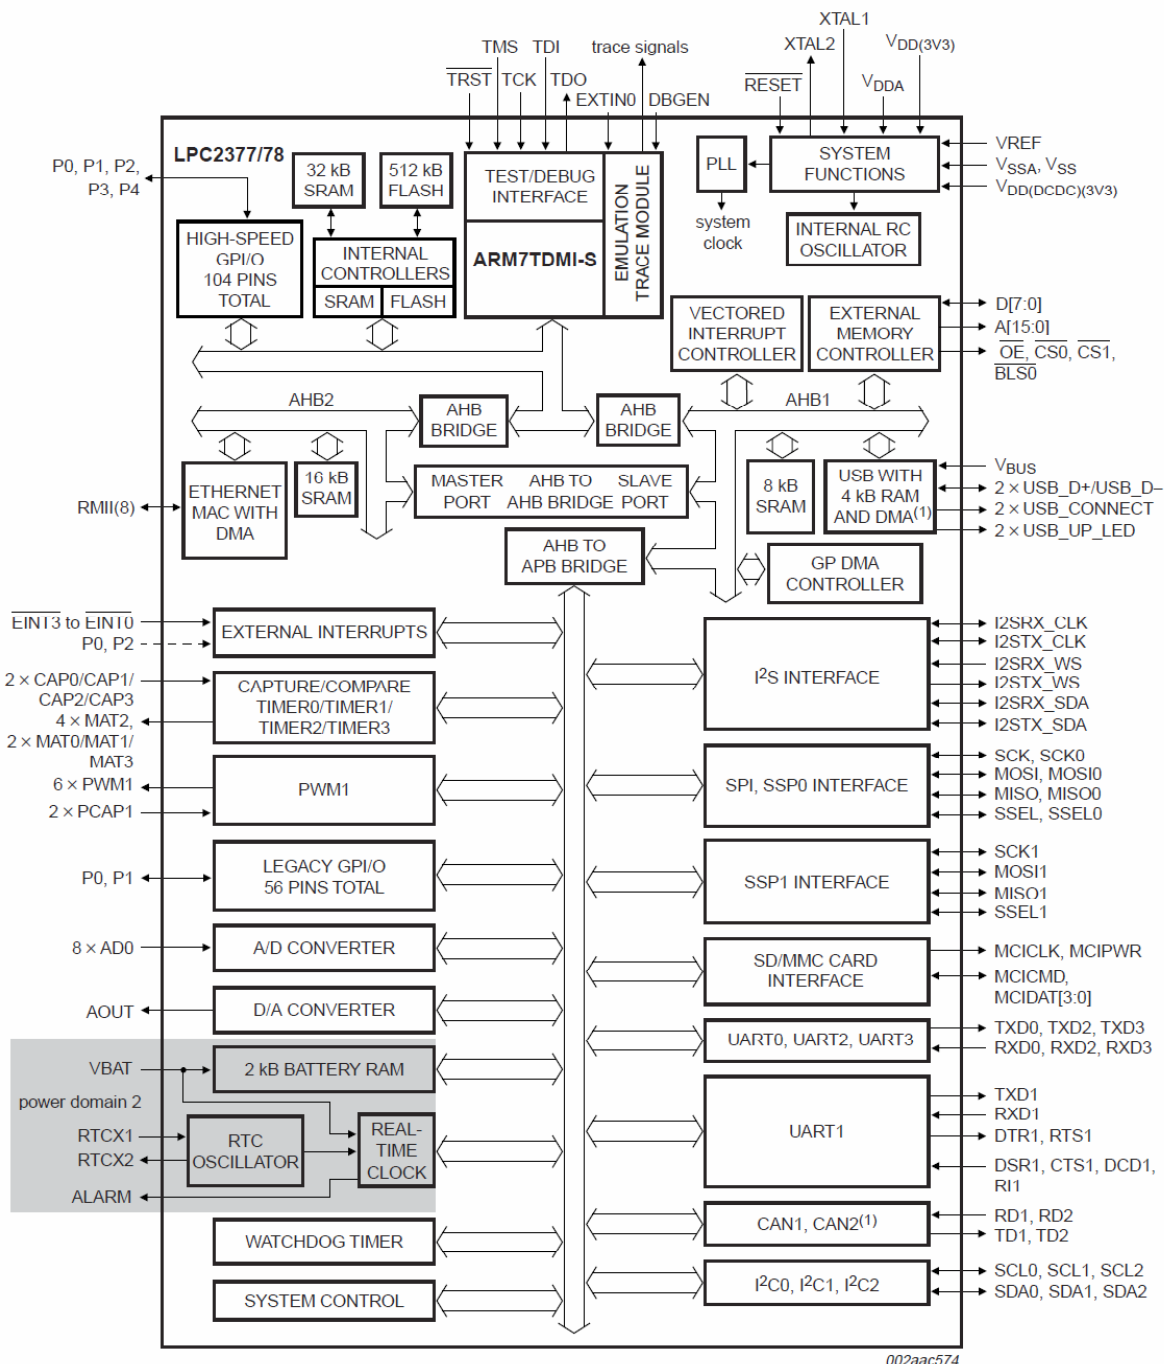 XTAL1
XTAL2
VDD(3V3)
TMS TDI trace signals
TRST TCK TDO
RESET
VDDA
EXTIN0 DBGEN
LPC2377/78
P0, P1, P2,
P3, P4
32 kB
SRAM
512 kB
FLASH
TEST/DEBUG
INTERFACE
EMULATION
TRACE MODULE
PLL
SYSTEM
FUNCTIONS
VREF
VSSA, VSS
VDD(DCDC)(3V3)
system
clock
HIGH-SPEED
GPI/O
104 PINS
TOTAL
INTERNAL
CONTROLLERS
SRAM FLASH
ARM7TDMI-S
INTERNAL RC
OSCILLATOR
VECTORED
INTERRUPT
CONTROLLER
EXTERNAL
MEMORY
CONTROLLER
D[7:0]
A[15:0]
OE, CS0, CS1,
BLS0
AHB2
AHB
BRIDGE
AHB
BRIDGE
AHB1
ETHERNET
MAC WITH
DMA
16 kB
SRAM
MASTER AHB TO SLAVE
PORT AHB BRIDGE PORT
8 kB
SRAM
USB WITH
4 kB RAM
AND DMA(1)
VBUS
2 × USB_D+/USB_D–
2 × USB_CONNECT
2 × USB_UP_LED
RMII(8)
AHB TO
APB BRIDGE
GP DMA
CONTROLLER
EINT3 to EINT0
P0, P2
EXTERNAL INTERRUPTS
I2S INTERFACE
I2SRX_CLK
I2STX_CLK
I2SRX_WS
I2STX_WS
I2SRX_SDA
I2STX_SDA
2 × CAP0/CAP1/
CAP2/CAP3
4 × MAT2,
2 × MAT0/MAT1/
MAT3
CAPTURE/COMPARE
TIMER0/TIMER1/
TIMER2/TIMER3
6 × PWM1
2 × PCAP1
PWM1
SPI, SSP0 INTERFACE
SCK, SCK0
MOSI, MOSI0
MISO, MISO0
SSEL, SSEL0
P0, P1
LEGACY GPI/O
56 PINS TOTAL
SSP1 INTERFACE
SCK1
MOSI1
MISO1
SSEL1
8 × AD0
A/D CONVERTER
SD/MMC CARD
INTERFACE
MCICLK, MCIPWR
MCICMD,
MCIDAT[3:0]
AOUT
D/A CONVERTER
UART0, UART2, UART3
TXD0, TXD2, TXD3
RXD0, RXD2, RXD3
VBAT
2 kB BATTERY RAM
power domain 2
RTCX1
RTCX2
RTC
OSCILLATOR
REAL-
TIME
CLOCK
ALARM
UART1
TXD1
RXD1
DTR1, RTS1
DSR1, CTS1, DCD1,
RI1
WATCHDOG TIMER
CAN1, CAN2(1)
RD1, RD2
TD1, TD2
SYSTEM CONTROL
I2C0, I2C1, I2C2
SCL0, SCL1, SCL2
SDA0, SDA1, SDA2
002aac574